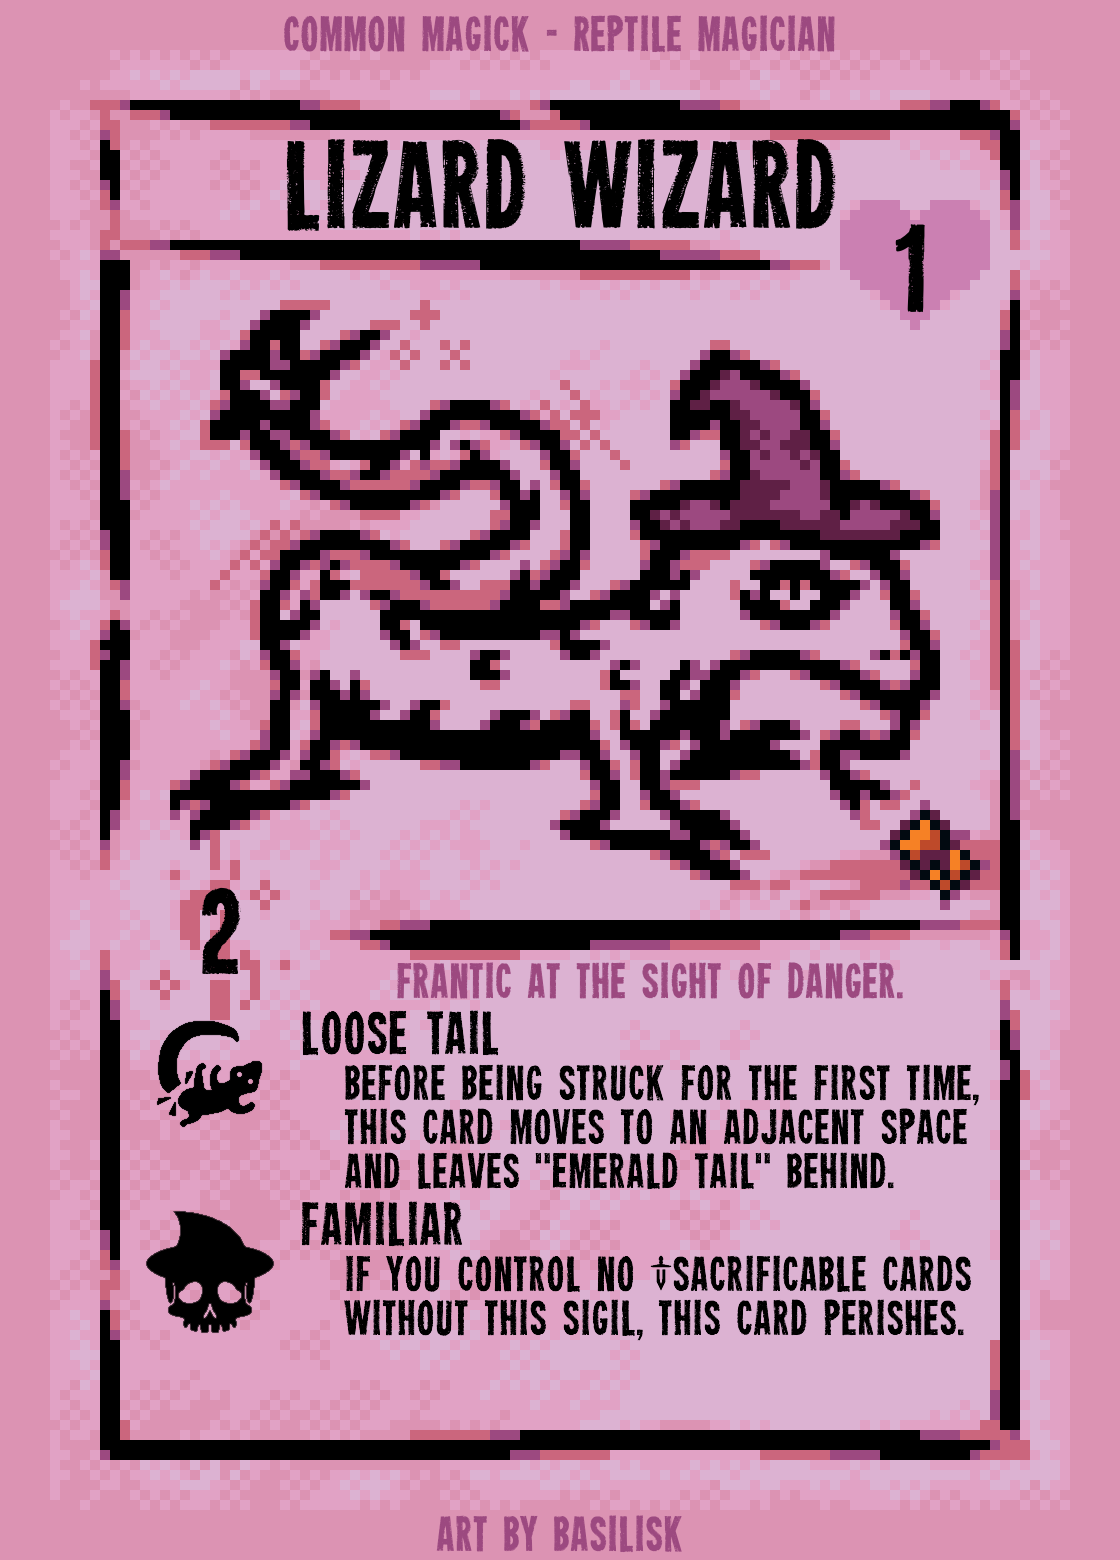 COMMON MAGICK - REPTILE MAGICIAN
LIZARD WIZARD
1
2
FRANTIC AT THE SIGHT OF DANGER.
LOOSE TAIL
BEFORE BEING STRUCK FOR THE FIRST TIME,
THIS CARD MOVES TO AN ADJACENT SPACE
AND LEAVES "EMERALD TAIL" BEHIND.
FAMILIAR
IF YOU CONTROL NO SACRIFICABLE CARDS
WITHOUT THIS SIGIL, THIS CARD PERISHES.
ART BY BASILISK